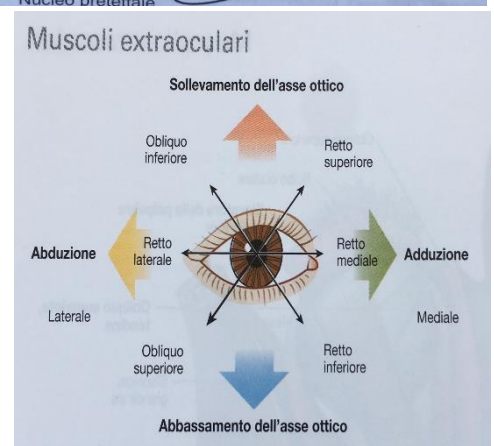 Nucleo pretettale
Muscoli extraoculari
Sollevamento dell'asse ottico
Obliquo
inferiore
Retto
superiore
Abduzione
Retto
laterale
Retto
mediale
Adduzione
Laterale
Mediale
Obliquo
superiore
Retto
inferiore
Abbassamento dell'asse ottico